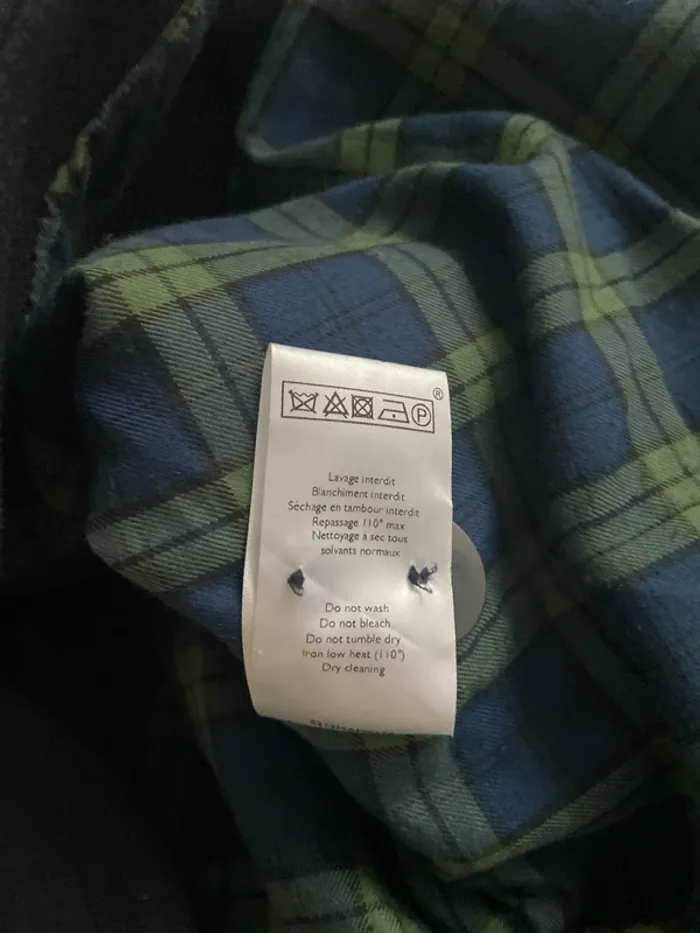 ®
P
Lavage interdit
Blanchiment interdit
Séchage en tambour interdit
Repassage 110° max
Nettoyage à sec tous
solvants normaux
Do not wash
Do not bleach
Do not tumble dry
Iron low heat (110°)
Dry cleaning